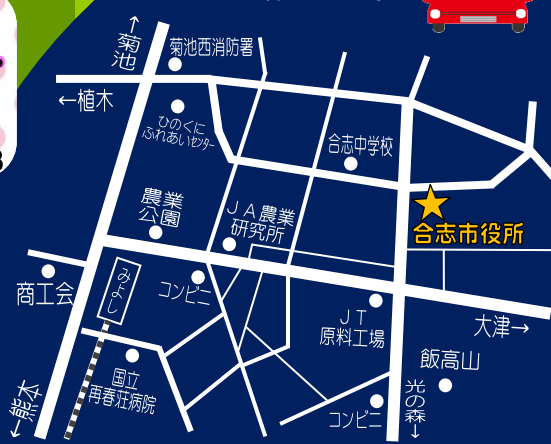 ↑菊池
菊池西消防署
←植木
ひのくに
ふれあいセンター
合志中学校
農業
公園
JA農業
研究所
合志市役所
商工会
みよし
コンビニ
JT
原料工場
大津→
飯高山
国立
再春荘病院
←熊本
コンビニ
光の森→